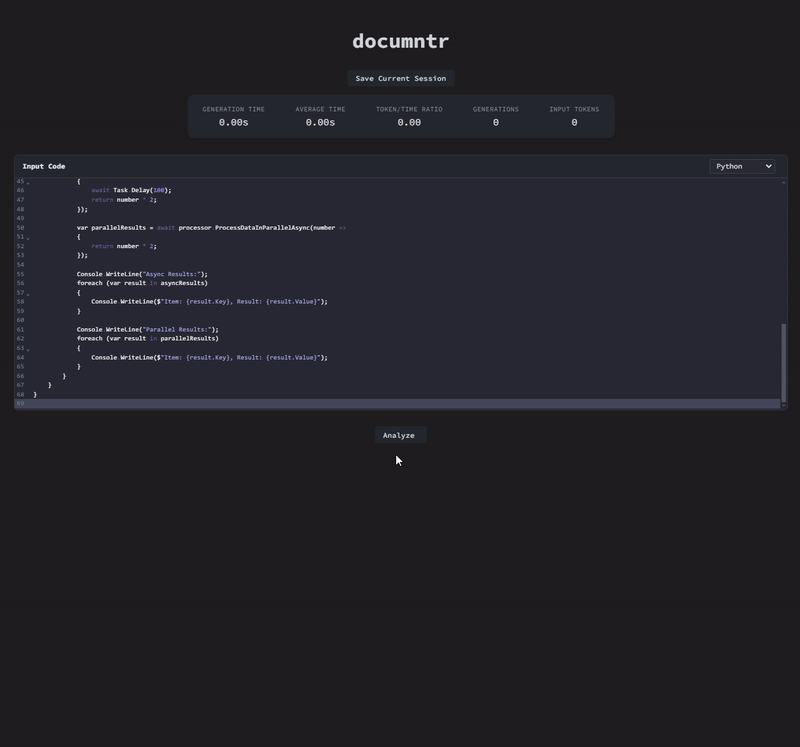 documntr
Save Current Session
GENERATION TIME AVERAGE TIME TOKEN/TIME RATIO GENERATIONS INPUT TOKENS
0.00s 0.00s 0.00 0 0
Input Code Python
45 {
46 await Task.Delay(100);
47 return number * 2;
48 });
49
50 var parallelResults = await processor.ProcessDataInParallelAsync(number =>
51 {
52 return number * 2;
53 });
54
55 Console.WriteLine("Async Results:");
56 foreach (var result in asyncResults)
57 {
58 Console.WriteLine($"Item: {result.Key}, Result: {result.Value}");
59 }
60
61 Console.WriteLine("Parallel Results:");
62 foreach (var result in parallelResults)
63 {
64 Console.WriteLine($"Item: {result.Key}, Result: {result.Value}");
65 }
66 }
67 }
68 }
69
Analyze